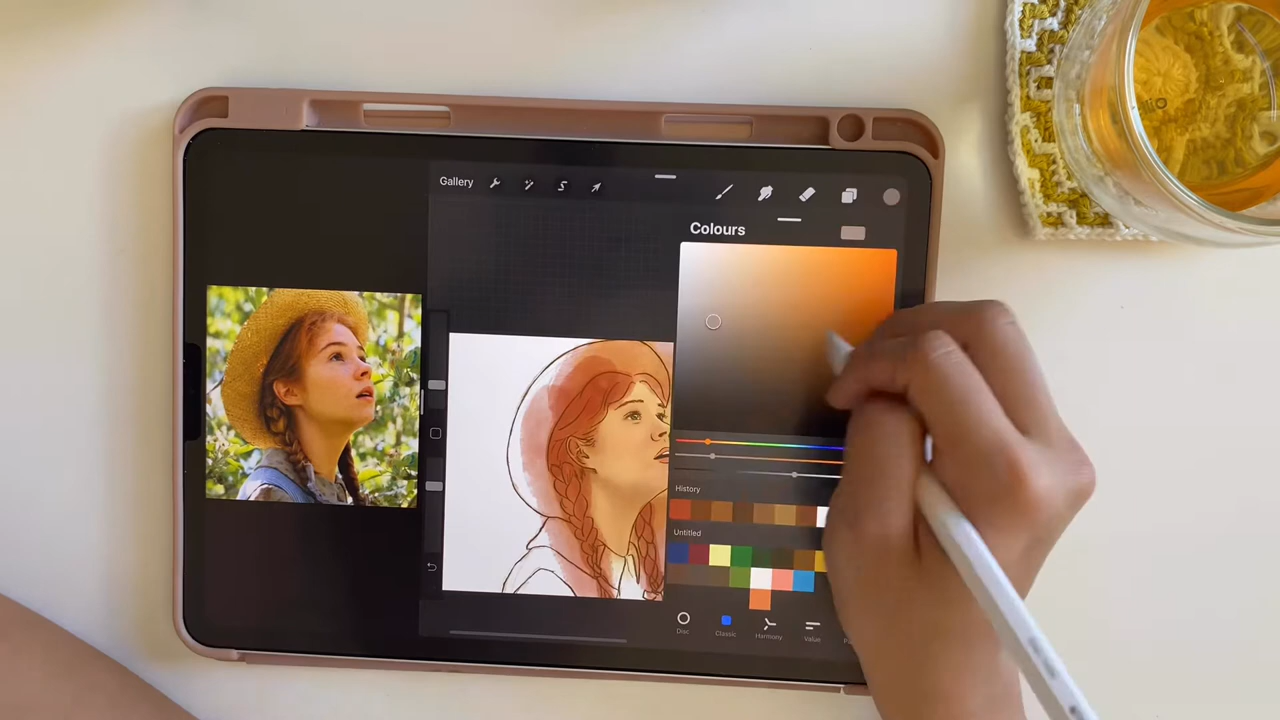 Gallery
Colours
History
Untitled
Disc
Classic
Harmony
Value